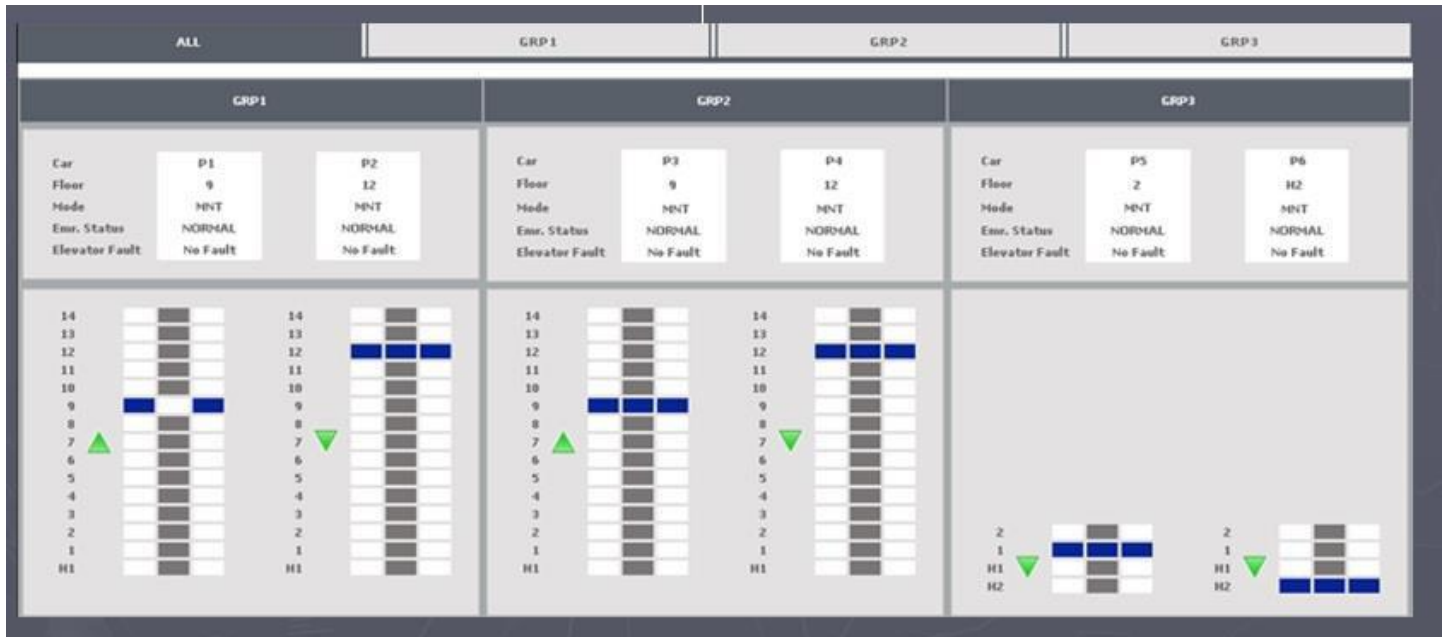 ALL GRP1 GRP2 GRP3
GRP1 GRP2 GRP3
Car P1 P2
Floor 9 12
Mode MNT MNT
Emr. Status NORMAL NORMAL
Elevator Fault No Fault No Fault
Car P3 P4
Floor 9 12
Mode MNT MNT
Emr. Status NORMAL NORMAL
Elevator Fault No Fault No Fault
Car P5 P6
Floor 2 H2
Mode MNT MNT
Emr. Status NORMAL NORMAL
Elevator Fault No Fault No Fault
14 14
13 13
12 12
11 11
10 10
9 9
8 8
7 7
6 6
5 5
4 4
3 3
2 2
1 1
H1 H1
14 14
13 13
12 12
11 11
10 10
9 9
8 8
7 7
6 6
5 5
4 4
3 3
2 2
1 1
H1 H1
2 2
1 1
H1 H1
H2 H2